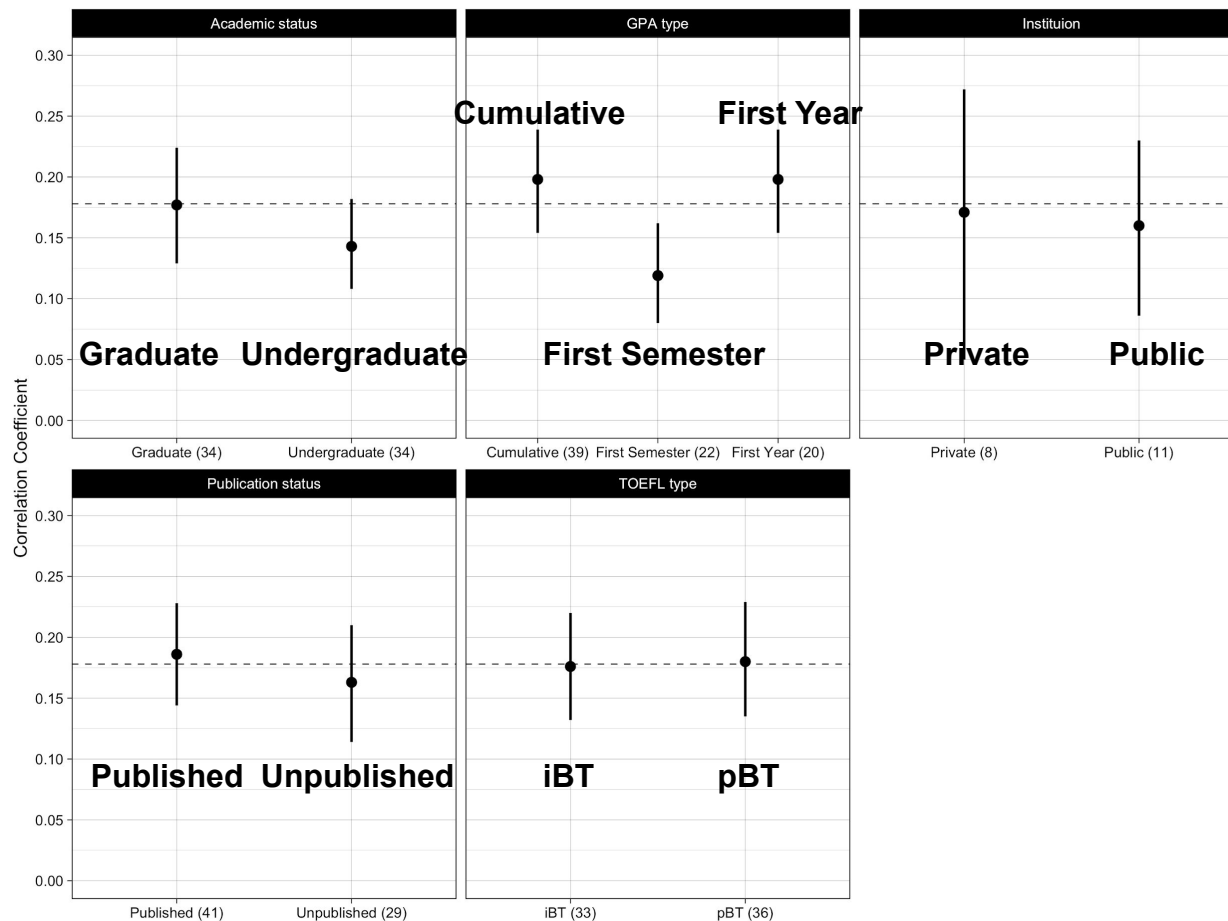 Academic status
GPA type
Instituion
0.30
0.25
0.20
0.15
0.10
0.05
0.00
Cumulative
First Year
Graduate
Undergraduate
First Semester
Private
Public
Graduate (34)
Undergraduate (34)
Cumulative (39)
First Semester (22)
First Year (20)
Private (8)
Public (11)
Correlation Coefficient
Publication status
TOEFL type
0.30
0.25
0.20
0.15
0.10
0.05
0.00
Published
Unpublished
iBT
pBT
Published (41)
Unpublished (29)
iBT (33)
pBT (36)